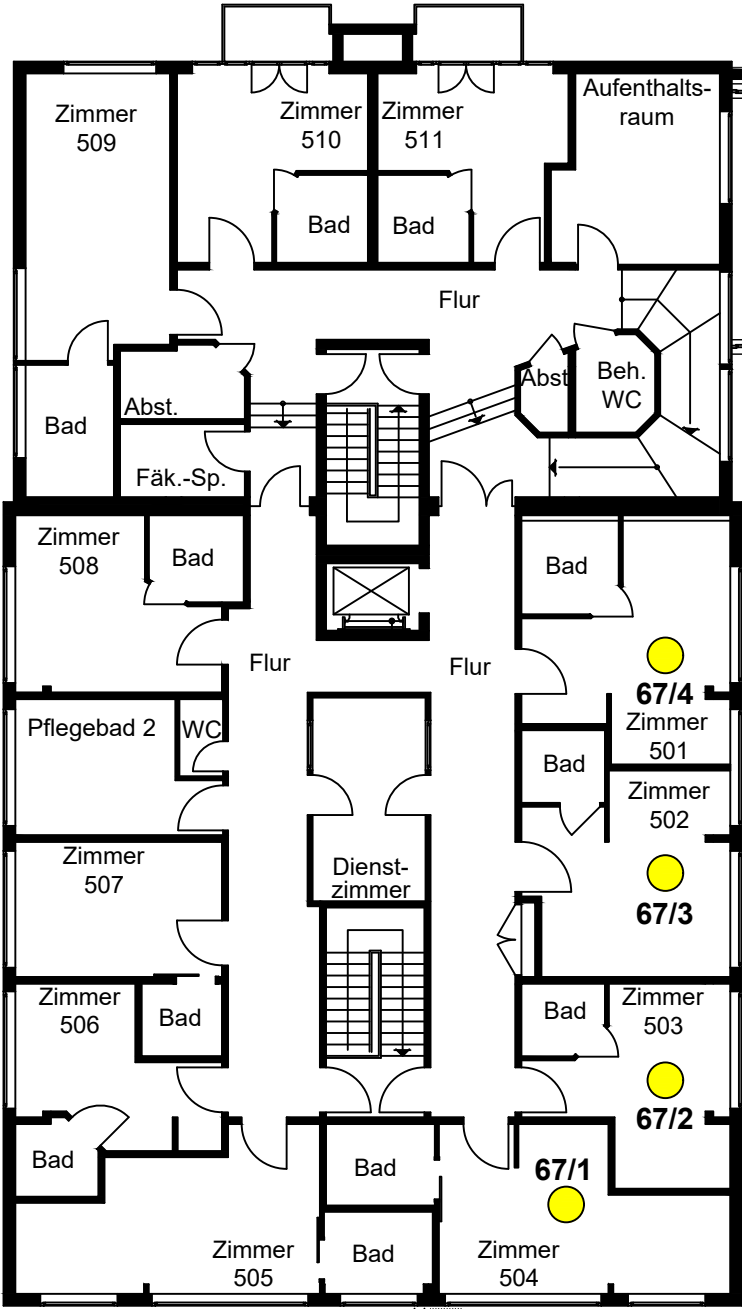 Zimmer
509
Zimmer
510
Zimmer
511
Aufenthalts-
raum
Bad
Bad
Flur
Bad
Abst.
Fäk.-Sp.
Abst
Beh.
WC
Zimmer
508
Bad
Bad
Flur
Flur
67/4
Zimmer
501
Pflegebad 2
WC
Bad
Zimmer
502
Zimmer
507
Dienst-
zimmer
67/3
Zimmer
506
Bad
Bad
Zimmer
503
67/2
Bad
Bad
67/1
Zimmer
505
Bad
Zimmer
504